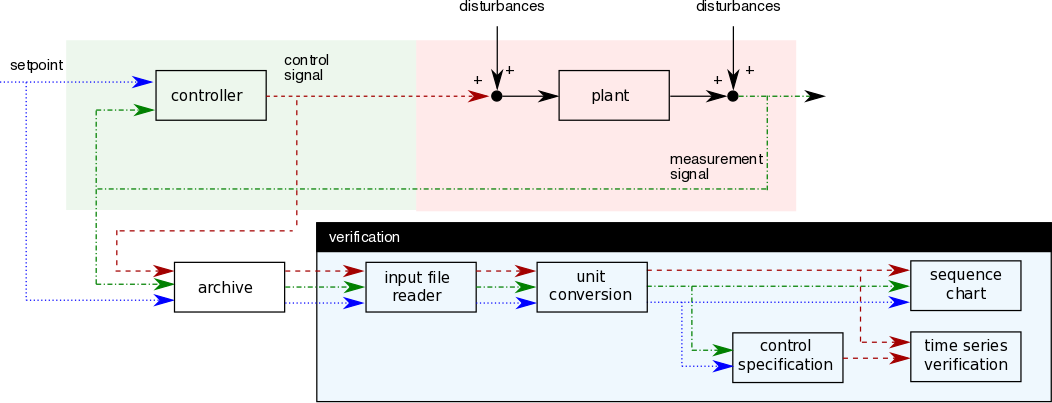 disturbances
disturbances
setpoint
control
signal
+
+
+
+
controller
plant
measurement
signal
verification
archive
input file
reader
unit
conversion
sequence
chart
control
specification
time series
verification